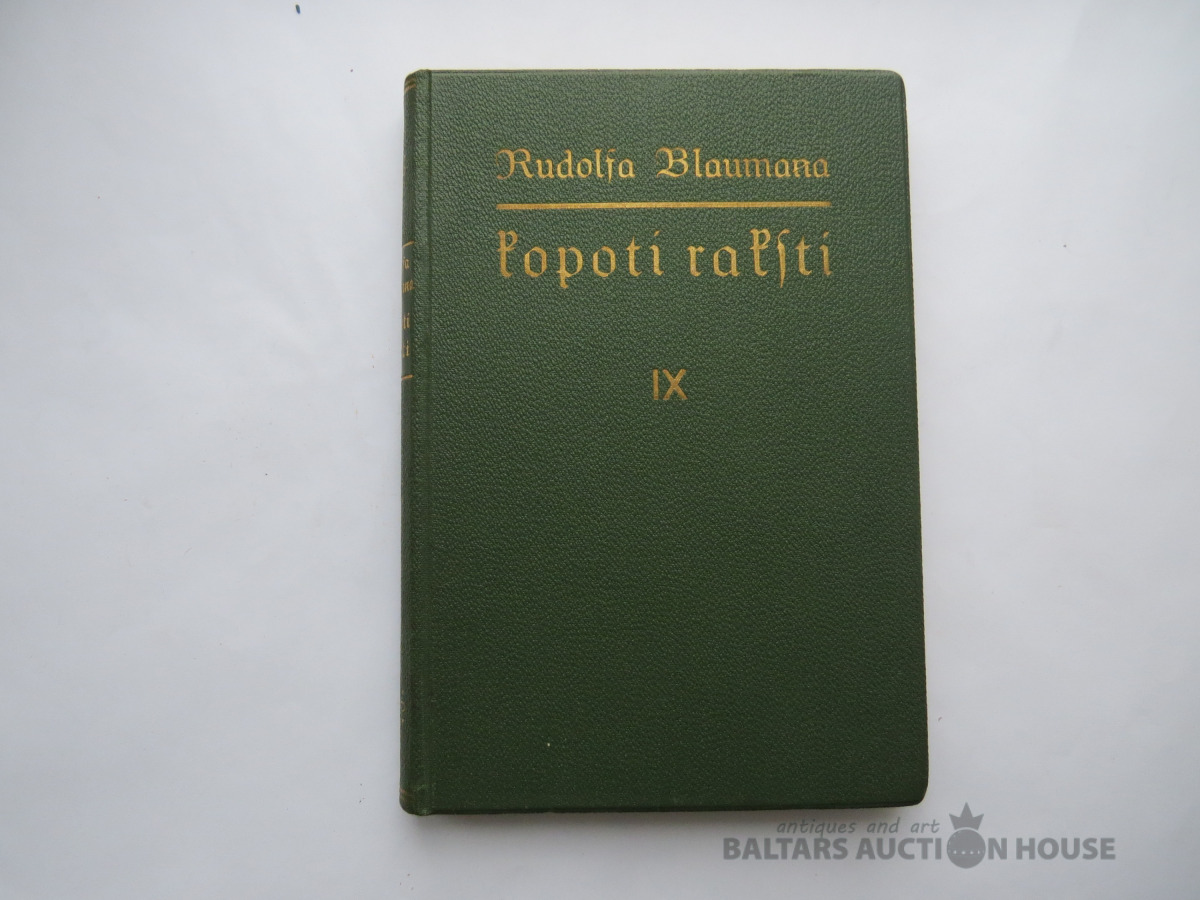 Rudolfa Blaumaņa
kopoti rakſti
IX
antiques and art
BALTARS AUCTION HOUSE